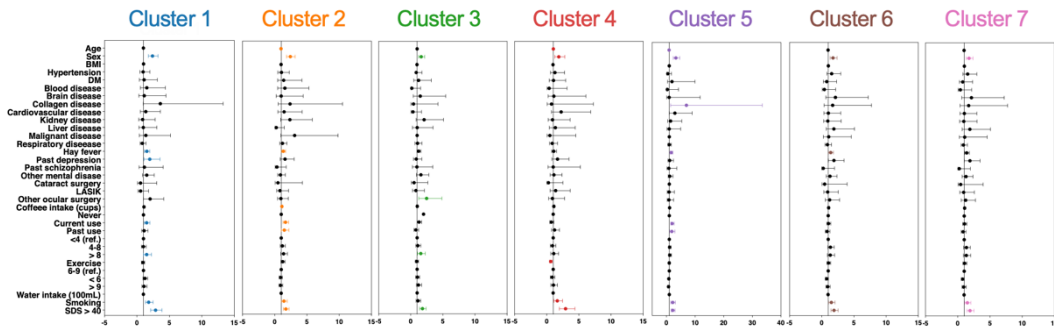 Cluster 1 Cluster 2 Cluster 3 Cluster 4 Cluster 5 Cluster 6 Cluster 7
Age
Sex
BMI
Hypertension
DM
Blood disease
Brain disease
Collagen disease
Cardiovascular disease
Kidney disease
Liver disease
Malignant disease
Respiratory diseease
Hay fever
Past depression
Past schizophrenia
Other mental disease
Cataract surgery
LASIK
Other ocular surgery
Coffeee intake (cups)
Never
Current use
Past use
<4 (ref.)
4-8
> 8
Exercise
6-9 (ref.)
< 6
> 9
Water intake (100mL)
Smoking
SDS > 40
-5 0 5 10 15 -5 0 5 10 15 -5 0 5 10 15 -5 0 5 10 15 -5 0 5 10 15 20 25 30 35 40 -5 0 5 10 15 -5 0 5 10 15